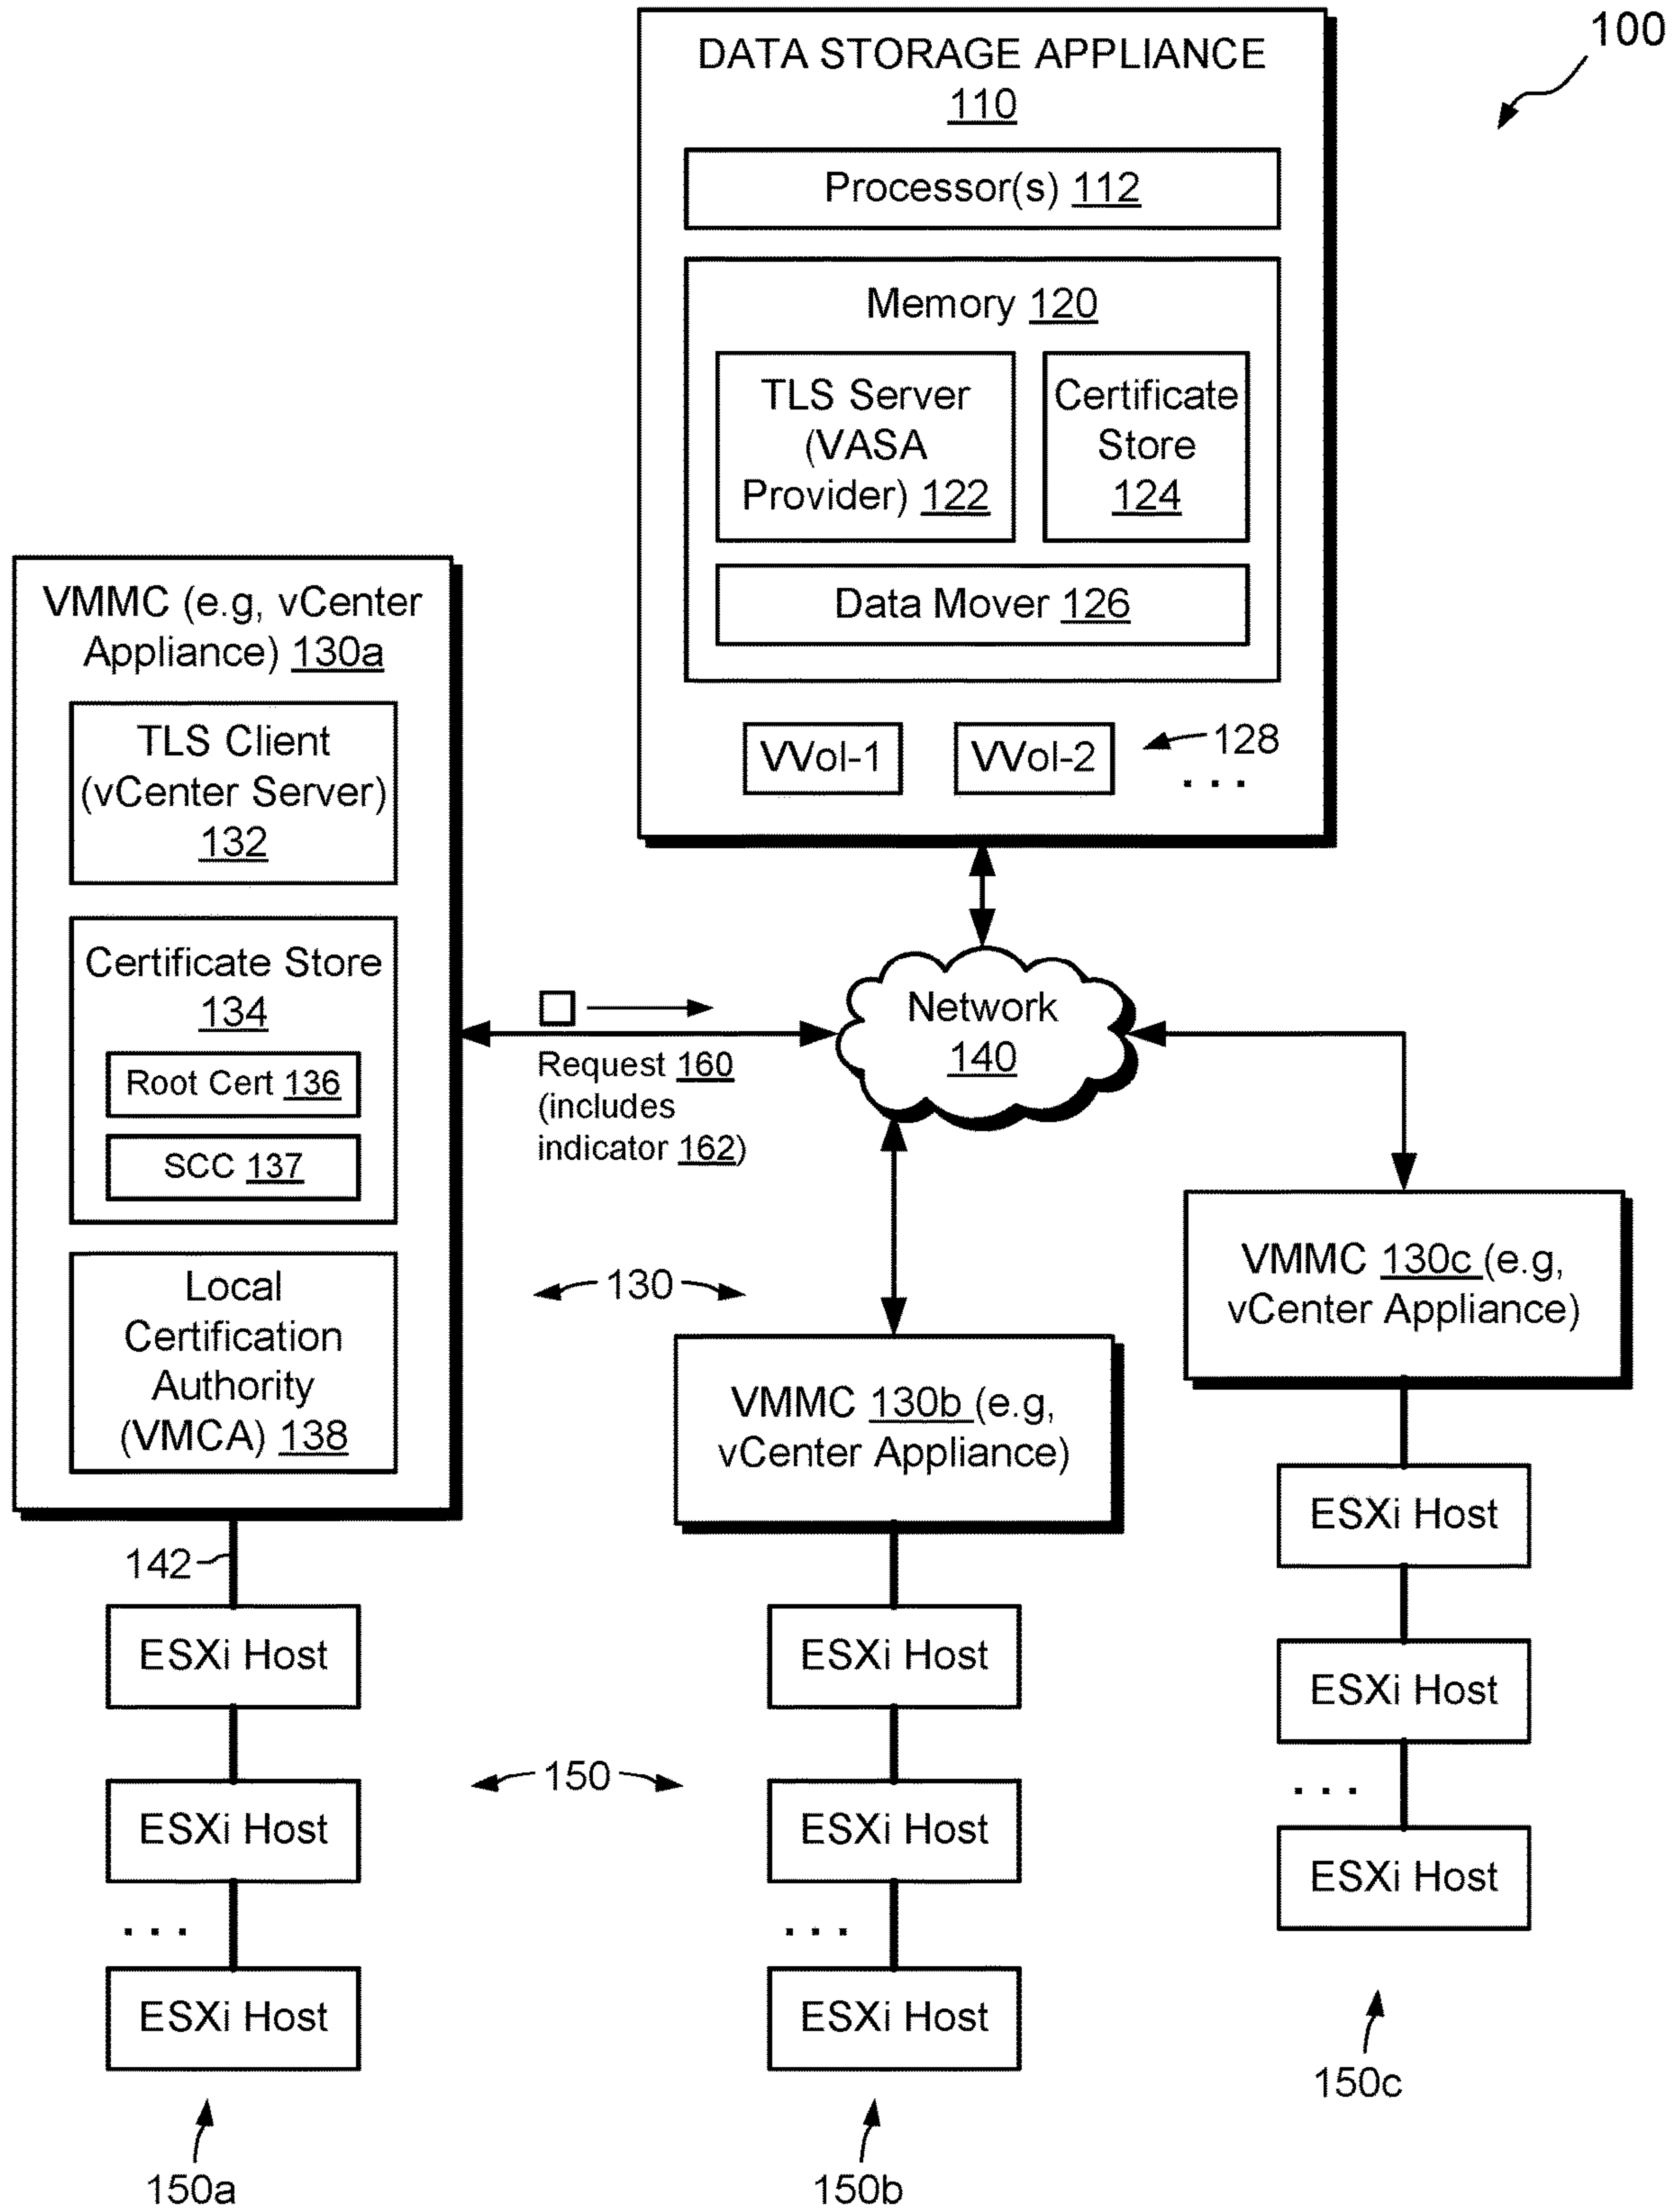 100
DATA STORAGE APPLIANCE
110
Processor(s) 112
Memory 120
TLS Server
(VASA
Provider) 122
Certificate
Store
124
Data Mover 126
VVol-1
VVol-2
128
. . .
VMMC (e.g, vCenter
Appliance) 130a
TLS Client
(vCenter Server)
132
Certificate Store
134
Root Cert 136
SCC 137
Local
Certification
Authority
(VMCA) 138
Request 160
(includes
indicator 162)
Network
140
130
VMMC 130b (e.g,
vCenter Appliance)
VMMC 130c (e.g,
vCenter Appliance)
142
ESXi Host
ESXi Host
. . .
ESXi Host
150a
150
ESXi Host
ESXi Host
. . .
ESXi Host
150b
ESXi Host
ESXi Host
. . .
ESXi Host
150c